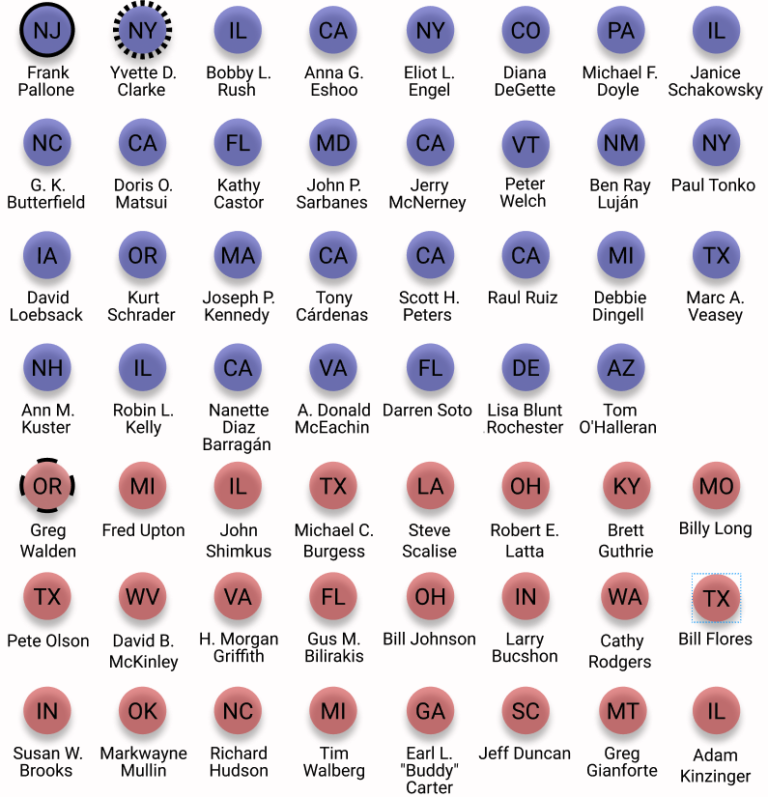 NJ NY IL CA NY CO PA IL
Frank Yvette D. Bobby L. Anna G. Eliot L. Diana Michael F. Janice
Pallone Clarke Rush Eshoo Engel DeGette Doyle Schakowsky
NC CA FL MD CA VT NM NY
G. K. Doris O. Kathy John P. Jerry Peter Ben Ray Paul Tonko
Butterfield Matsui Castor Sarbanes McNerney Welch Luján
IA OR MA CA CA CA MI TX
David Kurt Joseph P. Tony Scott H. Raul Ruiz Debbie Marc A.
Loebsack Schrader Kennedy Cárdenas Peters Dingell Veasey
NH IL CA VA FL DE AZ
Ann M. Robin L. Nanette A. Donald Darren Soto Lisa Blunt Tom
Kuster Kelly Diaz McEachin .Rochester O'Halleran
Barragán
OR MI IL TX LA OH KY MO
Greg Fred Upton John Michael C. Steve Robert E. Brett Billy Long
Walden Shimkus Burgess Scalise Latta Guthrie
TX WV VA FL OH IN WA TX
Pete Olson David B. H. Morgan Gus M. Bill Johnson Larry Cathy Bill Flores
McKinley Griffith Bilirakis Bucshon Rodgers
IN OK NC MI GA SC MT IL
Susan W. Markwayne Richard Tim Earl L. Jeff Duncan Greg Adam
Brooks Mullin Hudson Walberg "Buddy" Gianforte Kinzinger
Carter